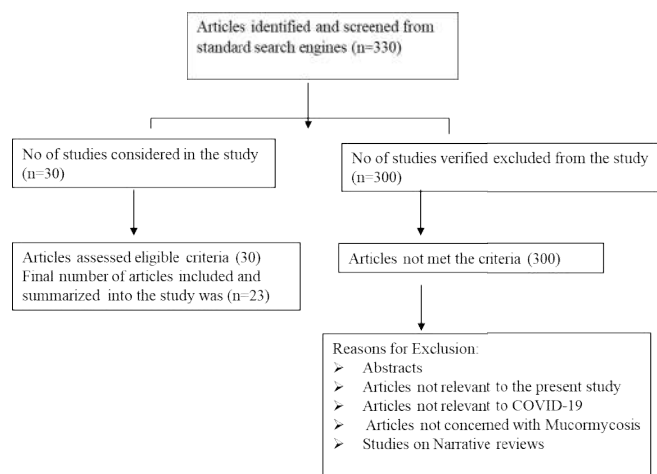 Articles identified and screened from
standard search engines (n=330)
No of studies considered in the study
(n=30)
No of studies verified excluded from the study
(n=300)
Articles assessed eligible criteria (30)
Final number of articles included and
summarized into the study was (n=23)
Articles not met the criteria (300)
Reasons for Exclusion:
➢ Abstracts
➢ Articles not relevant to the present study
➢ Articles not relevant to COVID-19
➢ Articles not concerned with Mucormycosis
➢ Studies on Narrative reviews